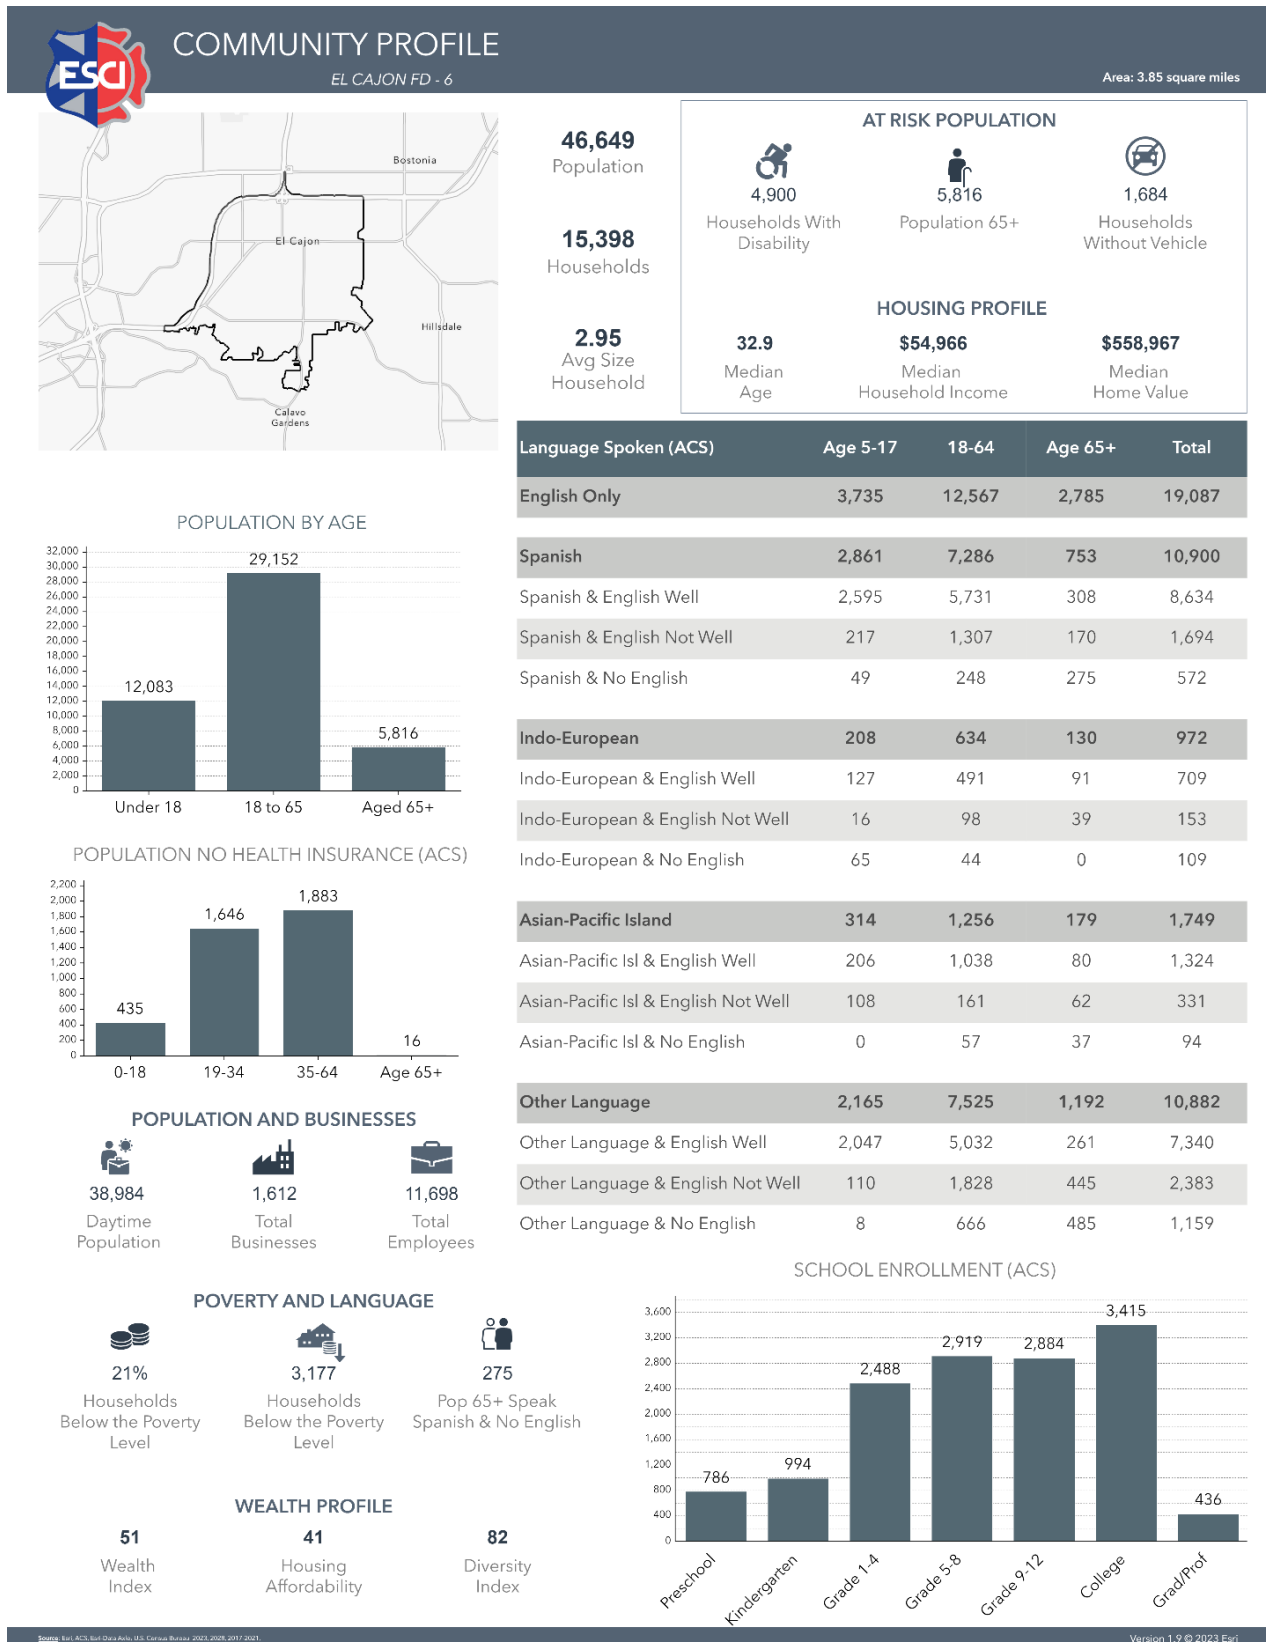 COMMUNITY PROFILE
EL CAJON FD - 6
Area: 3.85 square miles
ESCI
Bostonia
El Cajon
Hillsdale
Calavo
Gardens
46,649
Population
15,398
Households
2.95
Avg Size
Household
AT RISK POPULATION
4,900 5,816 1,684
Households With Population 65+ Households
Disability Without Vehicle
HOUSING PROFILE
32.9 $54,966 $558,967
Median Median Median
Age Household Income Home Value
Language Spoken (ACS) Age 5-17 18-64 Age 65+ Total
English Only 3,735 12,567 2,785 19,087
Spanish 2,861 7,286 753 10,900
Spanish & English Well 2,595 5,731 308 8,634
Spanish & English Not Well 217 1,307 170 1,694
Spanish & No English 49 248 275 572
Indo-European 208 634 130 972
Indo-European & English Well 127 491 91 709
Indo-European & English Not Well 16 98 39 153
Indo-European & No English 65 44 0 109
Asian-Pacific Island 314 1,256 179 1,749
Asian-Pacific Isl & English Well 206 1,038 80 1,324
Asian-Pacific Isl & English Not Well 108 161 62 331
Asian-Pacific Isl & No English 0 57 37 94
Other Language 2,165 7,525 1,192 10,882
Other Language & English Well 2,047 5,032 261 7,340
Other Language & English Not Well 110 1,828 445 2,383
Other Language & No English 8 666 485 1,159
POPULATION BY AGE
32,000
30,000
28,000
26,000
24,000
22,000
20,000
18,000
16,000
14,000
12,000
10,000
8,000
6,000
4,000
2,000
0
12,083 29,152 5,816
Under 18 18 to 65 Aged 65+
POPULATION NO HEALTH INSURANCE (ACS)
2,200
2,000
1,800
1,600
1,400
1,200
1,000
800
600
400
200
0
435 1,646 1,883 16
0-18 19-34 35-64 Age 65+
POPULATION AND BUSINESSES
38,984 1,612 11,698
Daytime Total Total
Population Businesses Employees
POVERTY AND LANGUAGE
21% 3,177 275
Households Households Pop 65+ Speak
Below the Poverty Below the Poverty Spanish & No English
Level Level
WEALTH PROFILE
51 41 82
Wealth Housing Diversity
Index Affordability Index
SCHOOL ENROLLMENT (ACS)
3,600
3,200
2,800
2,400
2,000
1,600
1,200
800
400
0
786 994 2,488 2,919 2,884 3,415 436
Preschool Kindergarten Grade 1-4 Grade 5-8 Grade 9-12 College Grad/Prof
Source: Esri, ACS, Esri-Data Axle, U.S. Census Bureau 2023, 2028, 2017-2021.
Version 1.9 © 2023 Esri